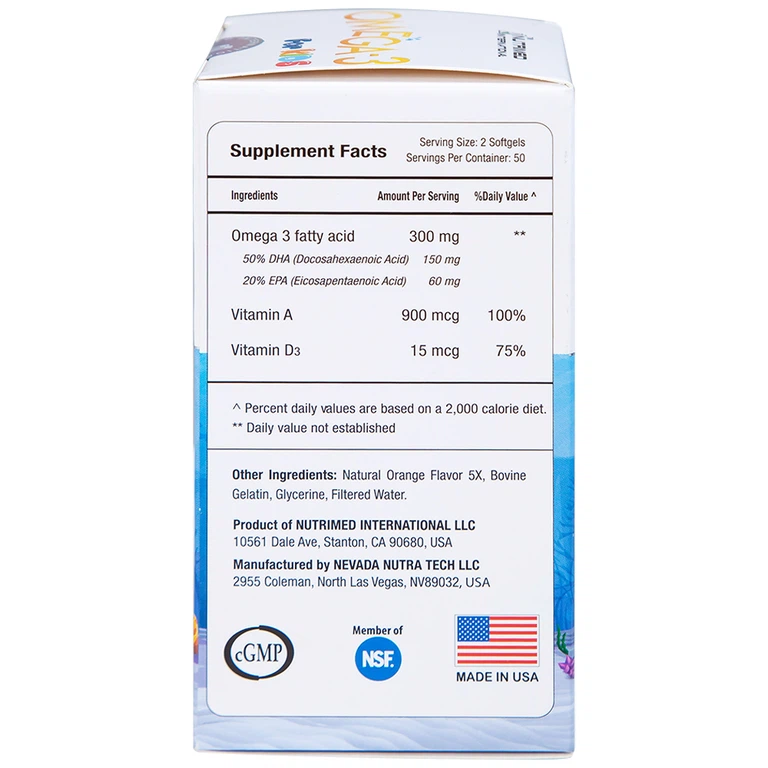 OMEGA-3
For KIDS
Supplement Facts
Serving Size: 2 Softgels
Servings Per Container: 50
Ingredients Amount Per Serving %Daily Value ^
Omega 3 fatty acid 300 mg **
50% DHA (Docosahexaenoic Acid) 150 mg
20% EPA (Eicosapentaenoic Acid) 60 mg
Vitamin A 900 mcg 100%
Vitamin D3 15 mcg 75%
^ Percent daily values are based on a 2,000 calorie diet.
** Daily value not established
Other Ingredients: Natural Orange Flavor 5X, Bovine
Gelatin, Glycerine, Filtered Water.
Product of NUTRIMED INTERNATIONAL LLC
10561 Dale Ave, Stanton, CA 90680, USA
Manufactured by NEVADA NUTRA TECH LLC
2955 Coleman, North Las Vegas, NV89032, USA
cGMP
Member of
NSF.
MADE IN USA